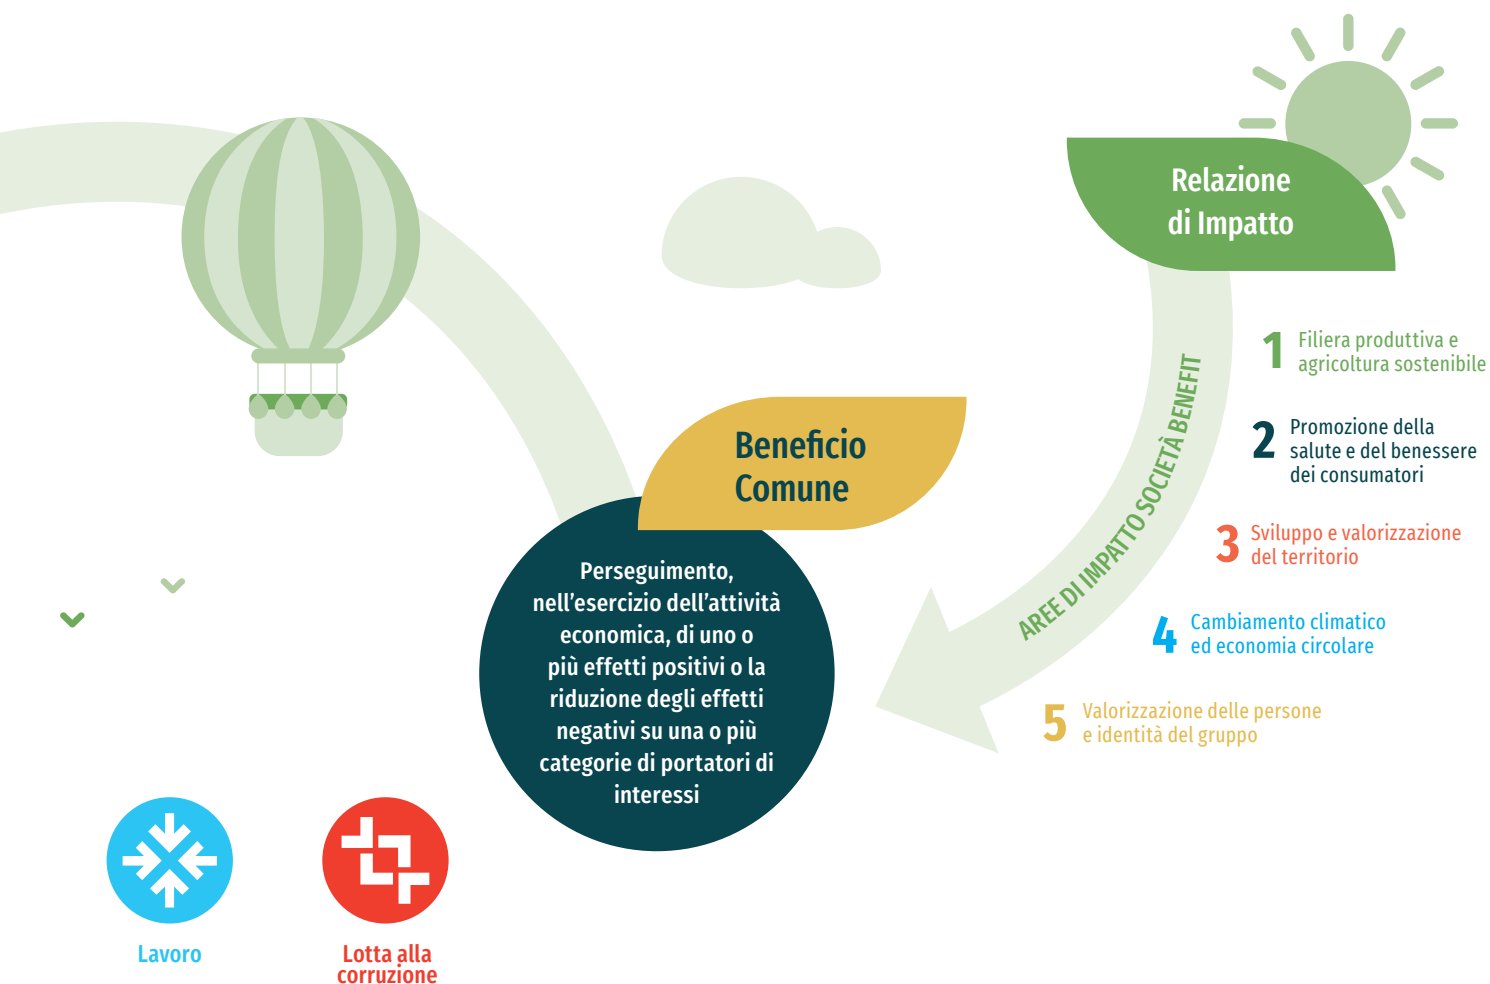 Relazione
di Impatto
AREE DI IMPATTO SOCIETÀ BENEFIT
1 Filiera produttiva e
agricoltura sostenibile
2 Promozione della
salute e del benessere
dei consumatori
3 Sviluppo e valorizzazione
del territorio
4 Cambiamento climatico
ed economia circolare
5 Valorizzazione delle persone
e identità del gruppo
Beneficio
Comune
Perseguimento,
nell’esercizio dell’attività
economica, di uno o
più effetti positivi o la
riduzione degli effetti
negativi su una o più
categorie di portatori di
interessi
Lavoro
Lotta alla
corruzione